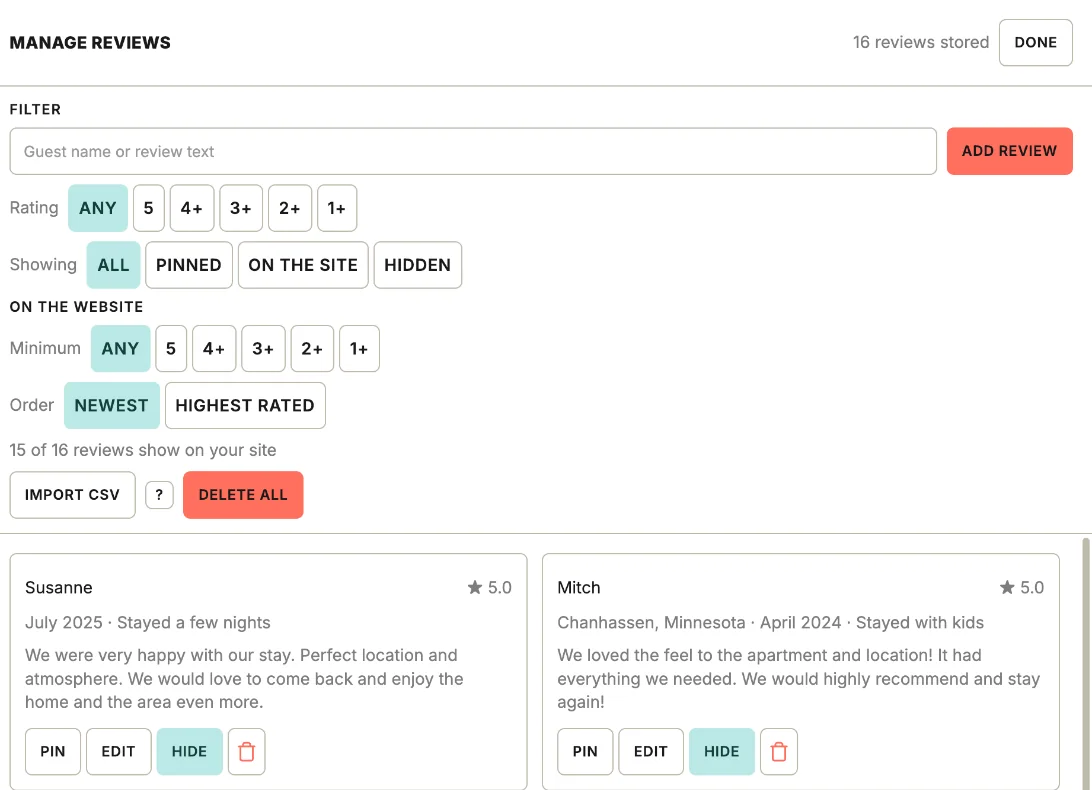 MANAGE REVIEWS
16 reviews stored
DONE
FILTER
Guest name or review text
ADD REVIEW
Rating ANY 5 4+ 3+ 2+ 1+
Showing ALL PINNED ON THE SITE HIDDEN
ON THE WEBSITE
Minimum ANY 5 4+ 3+ 2+ 1+
Order NEWEST HIGHEST RATED
15 of 16 reviews show on your site
IMPORT CSV ? DELETE ALL
Susanne ★ 5.0
July 2025 · Stayed a few nights
We were very happy with our stay. Perfect location and
atmosphere. We would love to come back and enjoy the
home and the area even more.
PIN EDIT HIDE
Mitch ★ 5.0
Chanhassen, Minnesota · April 2024 · Stayed with kids
We loved the feel to the apartment and location! It had
everything we needed. We would highly recommend and stay
again!
PIN EDIT HIDE